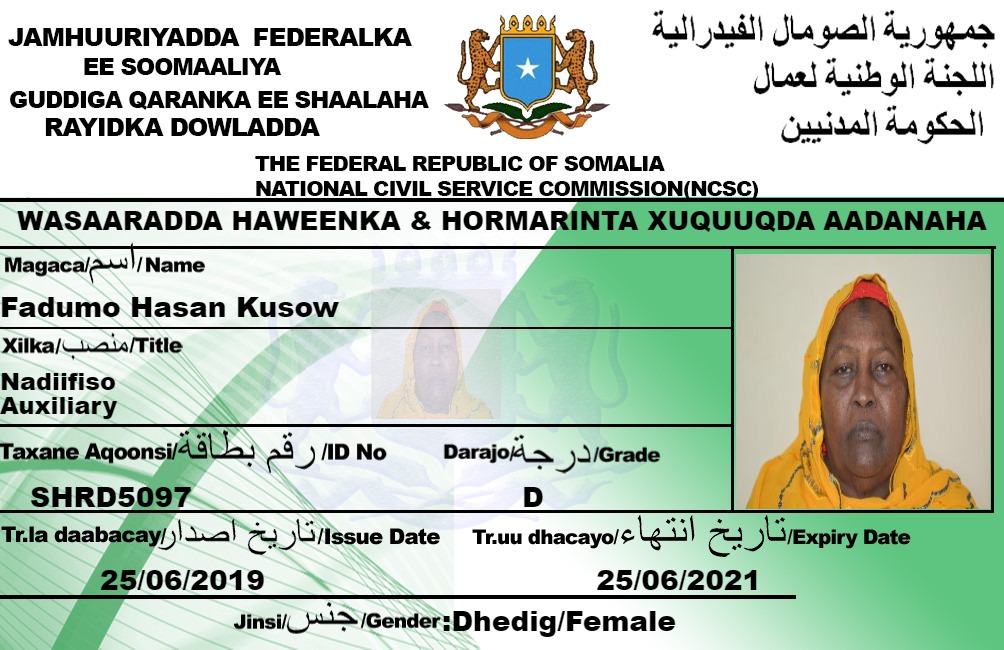 JAMHUURIYADDA FEDERALKA
EE SOOMAALIYA
GUDDIGA QARANKA EE SHAALAHA
RAYIDKA DOWLADDA
جمهورية الصومال الفيدرالية
اللجنة الوطنية لعمال
الحكومة المدنيين
THE FEDERAL REPUBLIC OF SOMALIA
NATIONAL CIVIL SERVICE COMMISSION(NCSC)
WASAARADDA HAWEENKA & HORMARINTA XUQUUQDA AADANAHA
Magaca/اسم/Name
Fadumo Hasan Kusow
Xilka/منصب/Title
Nadiifiso
Auxiliary
Taxane Aqoonsi/رقم بطاقة/ID No
SHRD5097
Darajo/درجة/Grade
D
Tr.la daabacay/تاريخ اصدار/Issue Date
25/06/2019
Tr.uu dhacayo/تاريخ انتهاء/Expiry Date
25/06/2021
Jinsi/جنس/Gender:Dhedig/Female